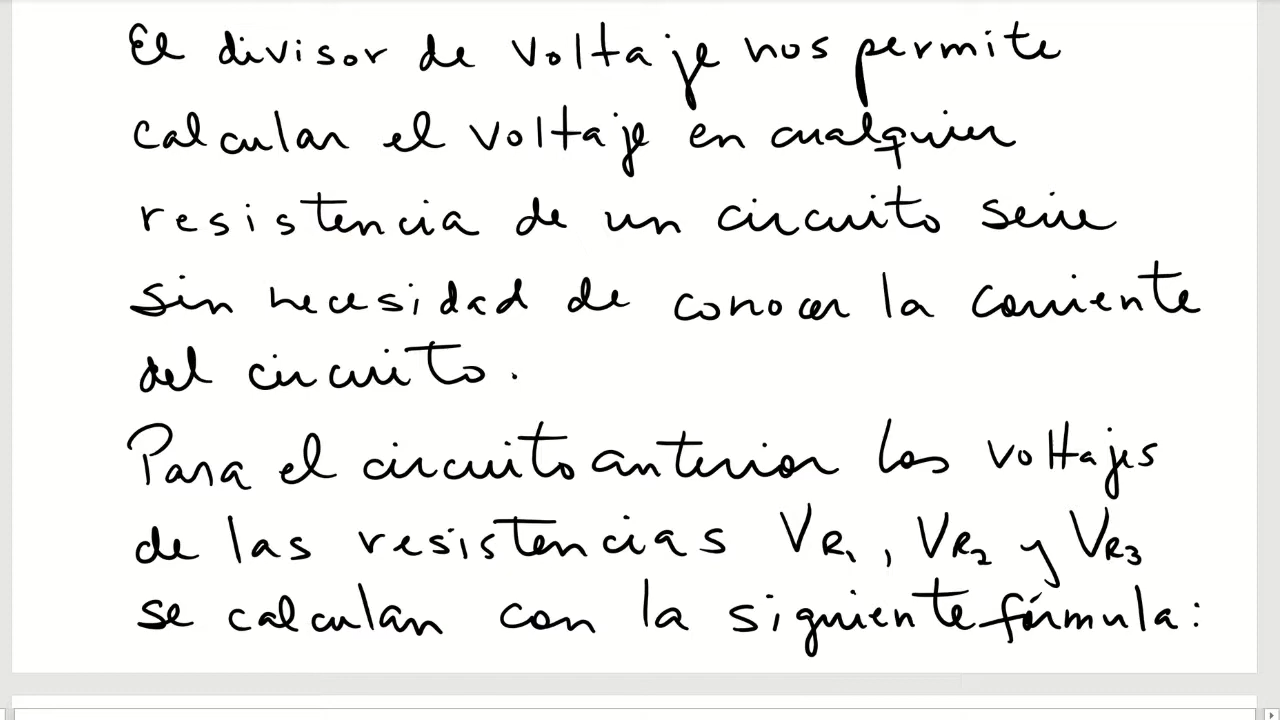 El divisor de voltaje nos permite
calcular el voltaje en cualquier
resistencia de un circuito serie
sin necesidad de conocer la corriente
del circuito.
Para el circuito anterior los voltajes
de las resistencias VR1, VR2 y VR3
se calculan con la siguiente fórmula: